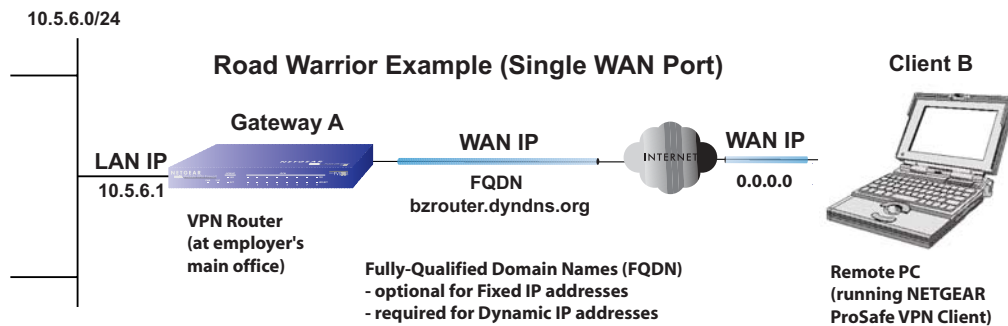 10.5.6.0/24
Road Warrior Example (Single WAN Port)
Client B
Gateway A
LAN IP
10.5.6.1
NETGEAR
WAN IP
FQDN
bzrouter.dyndns.org
INTERNET
WAN IP
0.0.0.0
VPN Router
(at employer's
main office)
Fully-Qualified Domain Names (FQDN)
- optional for Fixed IP addresses
- required for Dynamic IP addresses
Remote PC
(running NETGEAR
ProSafe VPN Client)